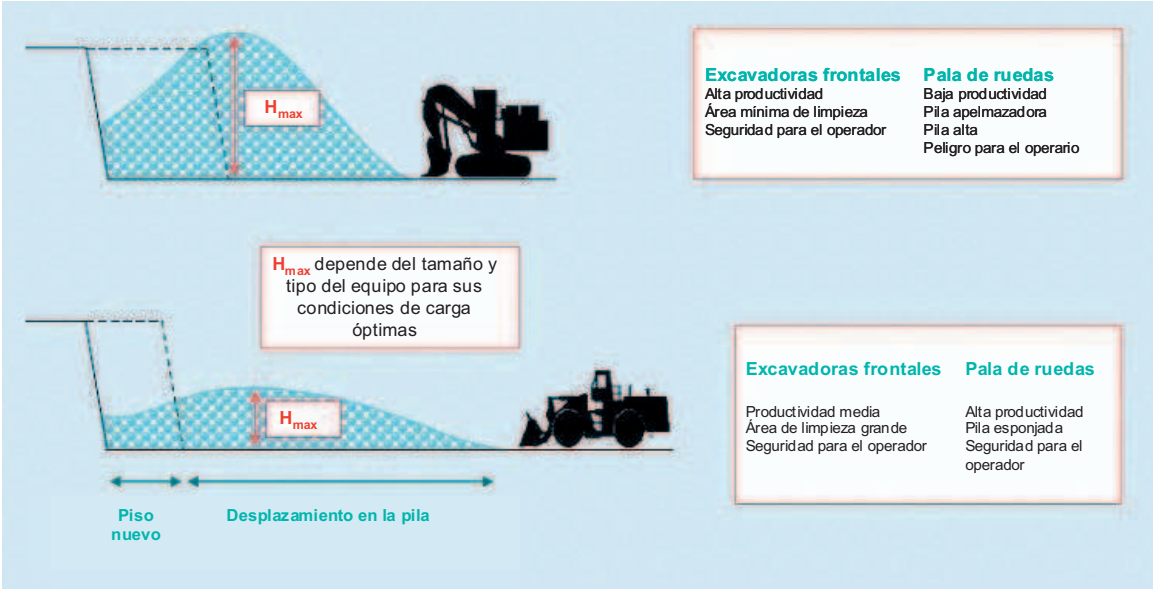 Excavadoras frontales
Alta productividad
Área mínima de limpieza
Seguridad para el operador
Pala de ruedas
Baja productividad
Pila apelmazadora
Pila alta
Peligro para el operario
Hmax
Hmax depende del tamaño y
tipo del equipo para sus
condiciones de carga
óptimas
Excavadoras frontales
Productividad media
Área de limpieza grande
Seguridad para el operador
Pala de ruedas
Alta productividad
Pila esponjada
Seguridad para el
operador
Hmax
Piso
nuevo
Desplazamiento en la pila